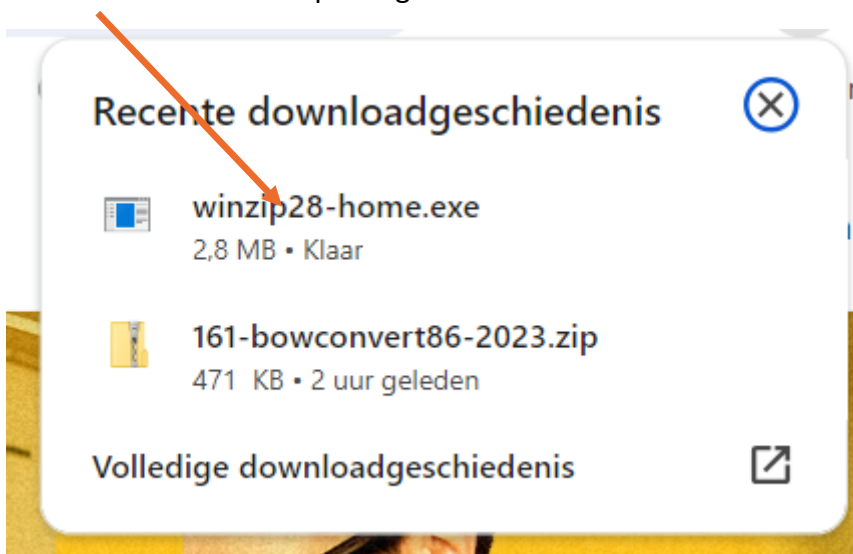 Recente downloadgeschiedenis
winzip28-home.exe
2,8 MB • Klaar
161-bowconvert86-2023.zip
471 KB • 2 uur geleden
Volledige downloadgeschiedenis